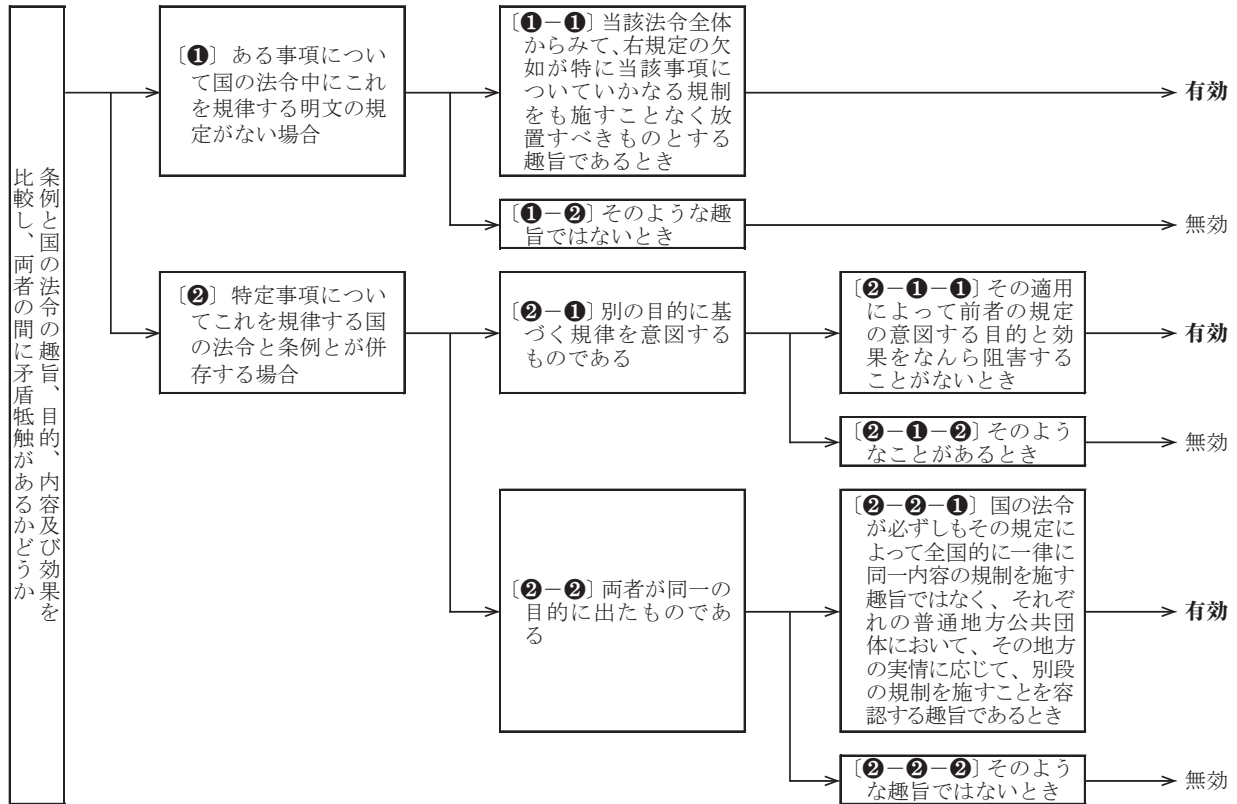 条例と国の法令の趣旨、目的、内容及び効果を
比較し、両者の間に矛盾牴触があるかどうか
〔❶〕 ある事項につい
て国の法令中にこれ
を規律する明文の規
定がない場合
〔❶－❶〕当該法令全体
からみて、右規定の欠
如が特に当該事項に
ついていかなる規制
をも施すことなく放
置すべきものとする
趣旨であるとき
有効
〔❶－❷〕そのような趣
旨ではないとき
無効
〔❷〕 特定事項につい
てこれを規律する国
の法令と条例とが併
存する場合
〔❷－❶〕別の目的に基
づく規律を意図する
ものである
〔❷－❶－❶〕その適用
によって前者の規定
の意図する目的と効
果をなんら阻害する
ことがないとき
有効
〔❷－❶－❷〕そのよう
なことがあるとき
無効
〔❷－❷〕両者が同一の
目的に出たものであ
る
〔❷－❷－❶〕 国の法令
が必ずしもその規定に
よって全国的に一律に
同一内容の規制を施す
趣旨ではなく、それぞ
れの普通地方公共団
体において、その地方
の実情に応じて、別段
の規制を施すことを容
認する趣旨であるとき
有効
〔❷－❷－❷〕そのよう
な趣旨ではないとき
無効